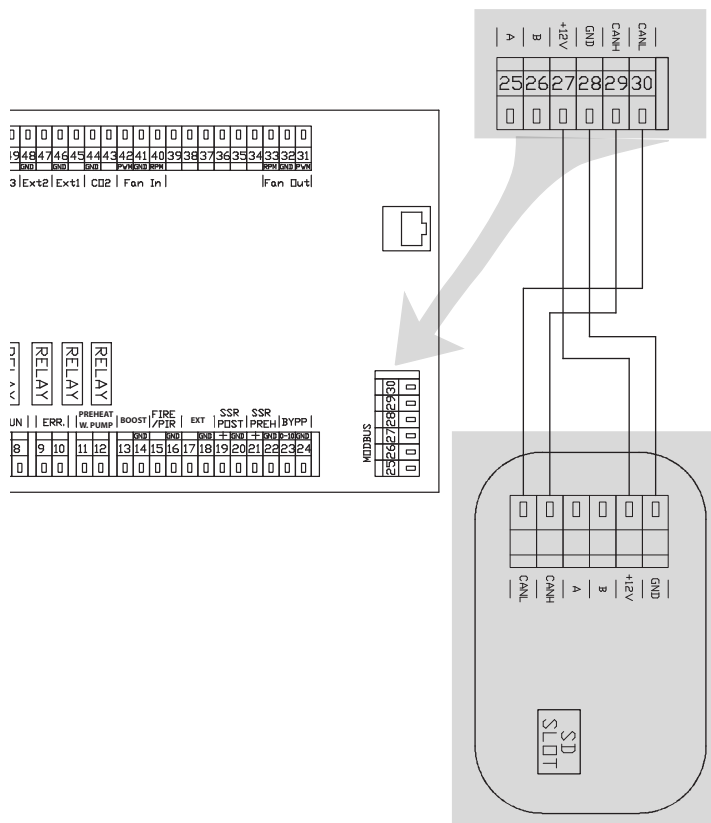 A B +12V GND CANH CANL
25 26 27 28 29 30
48 47 46 45 44 43 42 41 40 39 38 37 36 35 34 33 32 31
GND GND GND PWM GND RPM RPM GND PWM
3 Ext2 Ext1 CO2 Fan In Fan Out
RELAY RELAY RELAY
ERR. PREHEAT W. PUMP BOOST FIRE /PIR EXT SSR POST SSR PREH BYPP
GND GND GND + GND + GND 0-10 GND
8 9 10 11 12 13 14 15 16 17 18 19 20 21 22 23 24
MODBUS
25 26 27 28 29 30
CANL CANH A B +12V GND
SD
SLOT